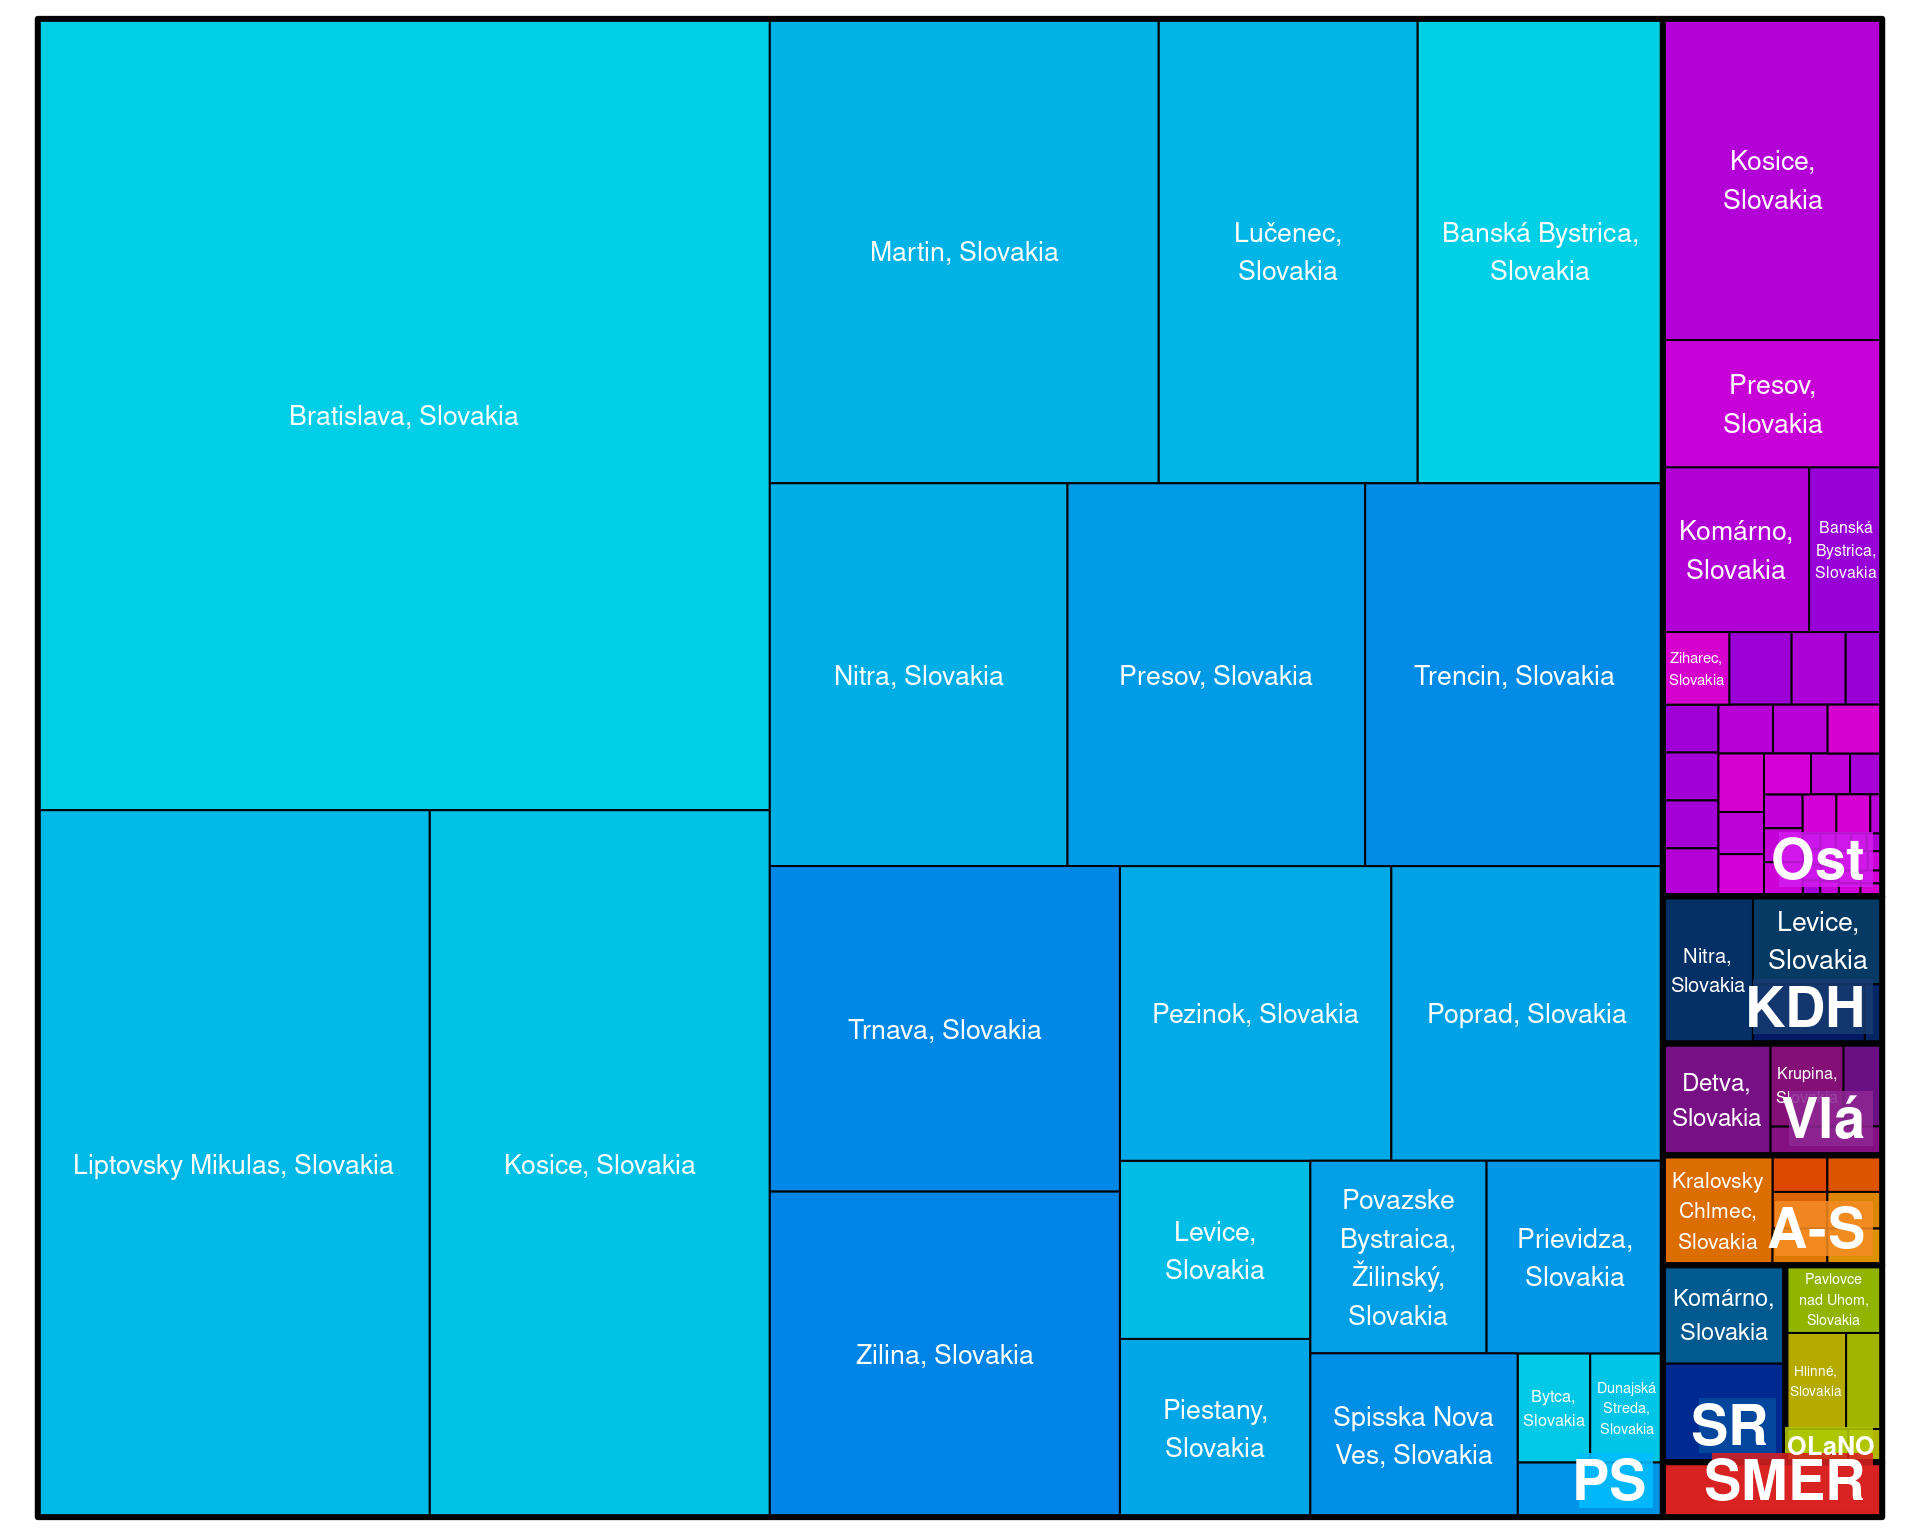 Bratislava, Slovakia
Liptovsky Mikulas, Slovakia
Kosice, Slovakia
Martin, Slovakia
Lučenec,
Slovakia
Banská Bystrica,
Slovakia
Nitra, Slovakia
Presov, Slovakia
Trencin, Slovakia
Trnava, Slovakia
Zilina, Slovakia
Pezinok, Slovakia
Poprad, Slovakia
Levice,
Slovakia
Piestany,
Slovakia
Povazske
Bystraica,
Žilinský,
Slovakia
Prievidza,
Slovakia
Spisska Nova
Ves, Slovakia
Bytca,
Slovakia
Dunajská
Streda,
Slovakia
PS
Kosice,
Slovakia
Presov,
Slovakia
Komárno,
Slovakia
Banská
Bystrica,
Slovakia
Ziharec,
Slovakia
Ost
Nitra,
Slovakia
Levice,
Slovakia
KDH
Detva,
Slovakia
Krupina,
Slovakia
Vlá
Kralovsky
Chlmec,
Slovakia
A-S
Komárno,
Slovakia
SR
Pavlovce
nad Uhom,
Slovakia
Hlinné,
Slovakia
OLaNO
SMER